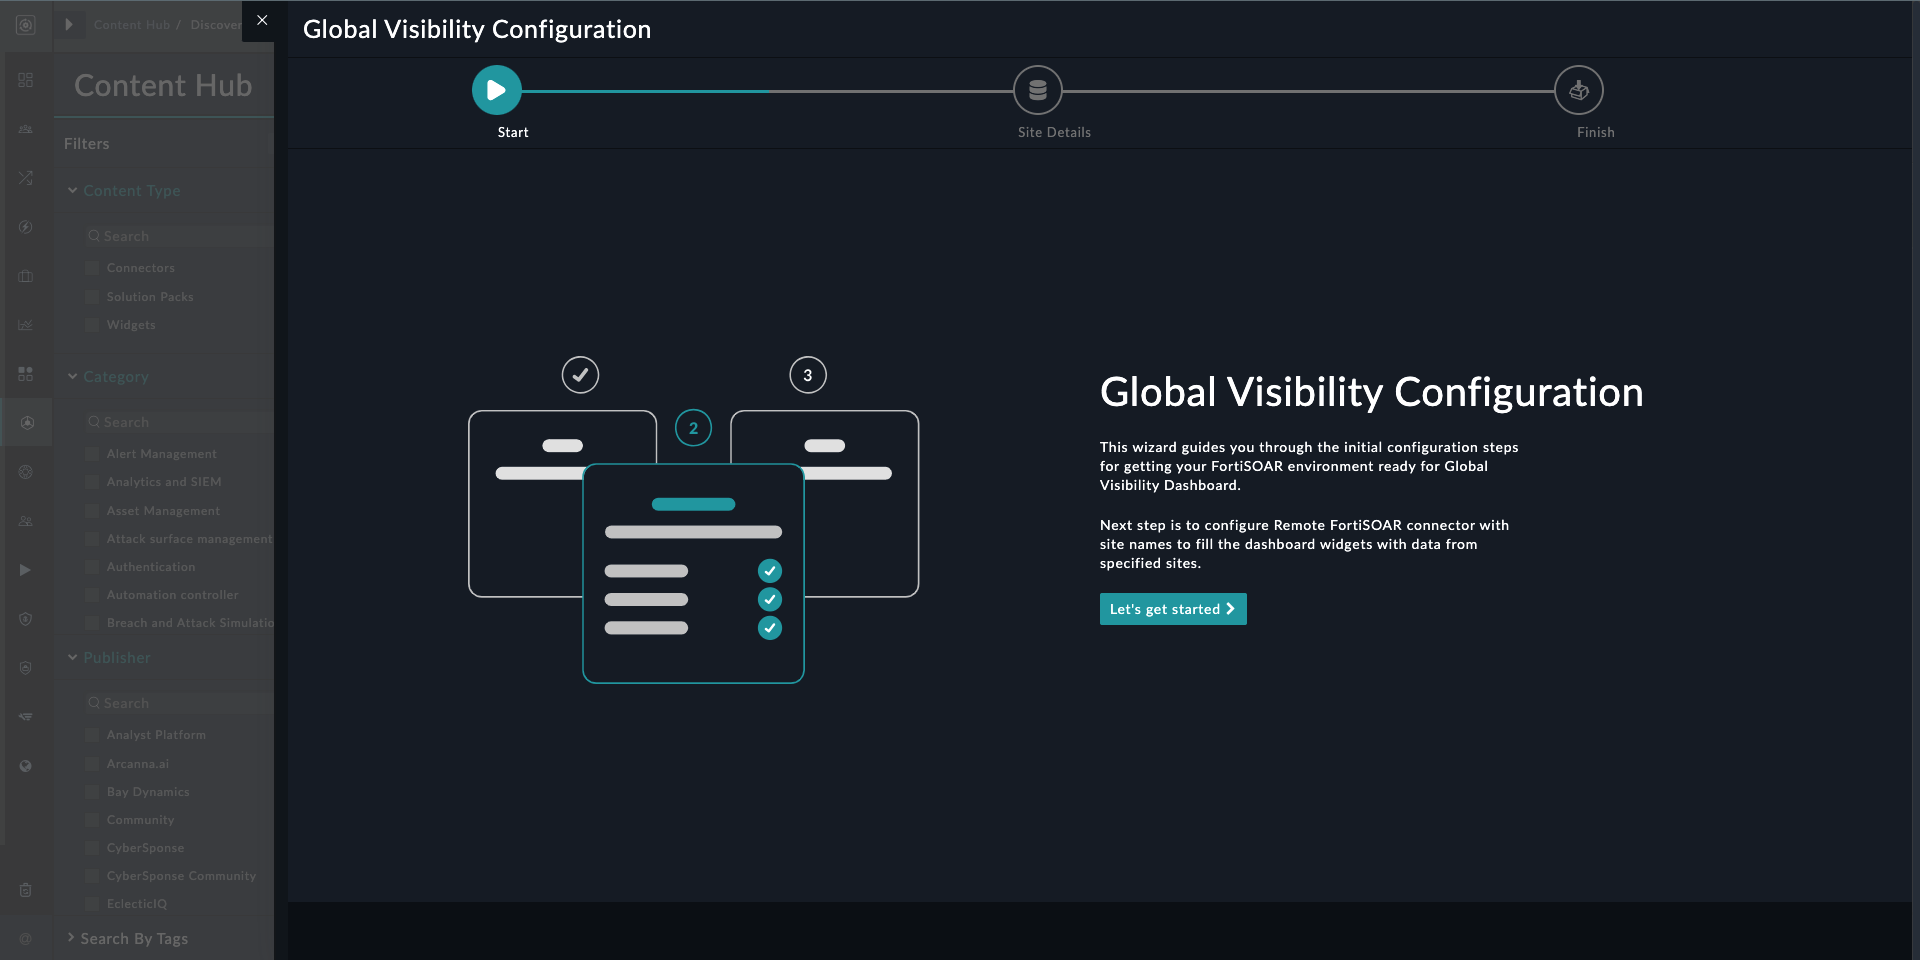 Content Hub / Discover
Global Visibility Configuration
Content Hub
Start
Site Details
Finish
Filters
Content Type
Search
Connectors
Solution Packs
Widgets
Category
Search
Alert Management
Analytics and SIEM
Asset Management
Attack surface management
Authentication
Automation controller
Breach and Attack Simulatio
Publisher
Search
Analyst Platform
Arcanna.ai
Bay Dynamics
Community
CyberSponse
CyberSponse Community
EclecticIQ
Search By Tags
3
2
Global Visibility Configuration
This wizard guides you through the initial configuration steps
for getting your FortiSOAR environment ready for Global
Visibility Dashboard.
Next step is to configure Remote FortiSOAR connector with
site names to fill the dashboard widgets with data from
specified sites.
Let's get started